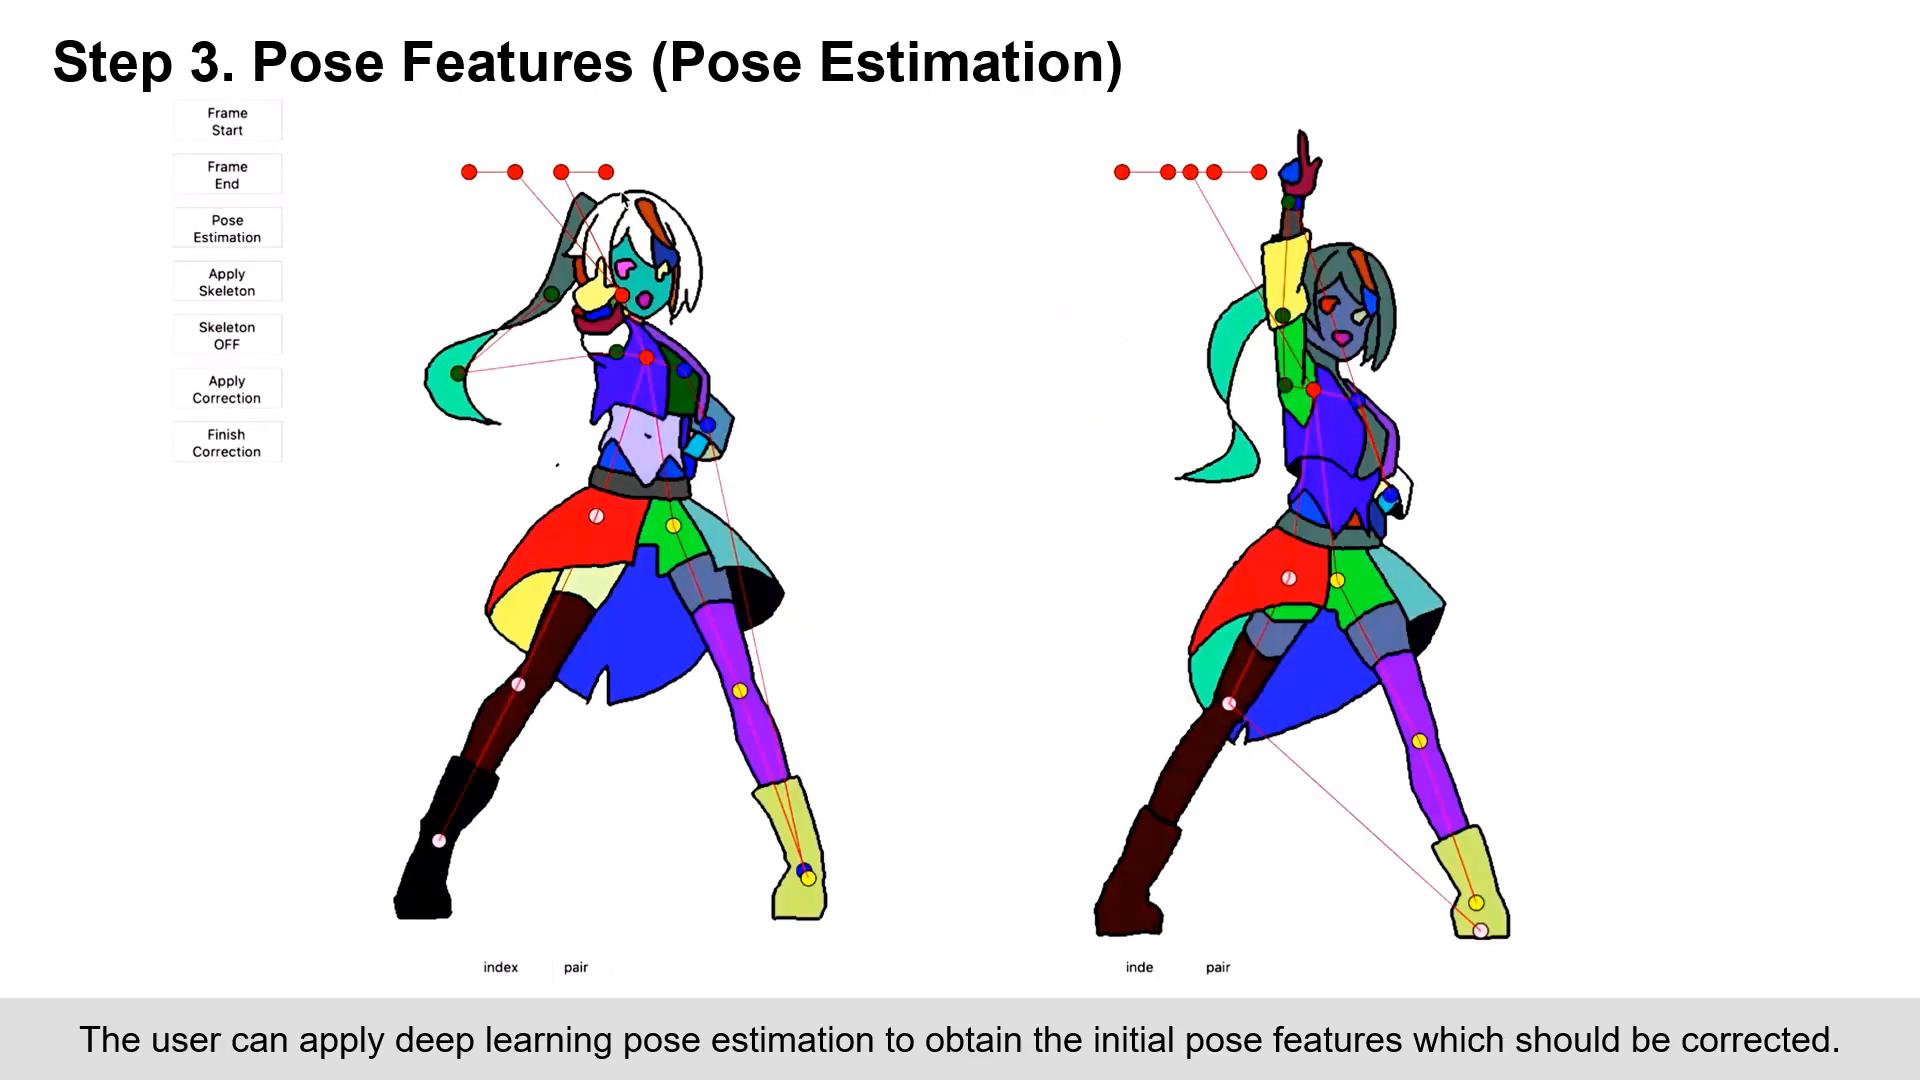 Step 3. Pose Features (Pose Estimation)
Frame
Start
Frame
End
Pose
Estimation
Apply
Skeleton
Skeleton
OFF
Apply
Correction
Finish
Correction
index pair
inde pair
The user can apply deep learning pose estimation to obtain the initial pose features which should be corrected.